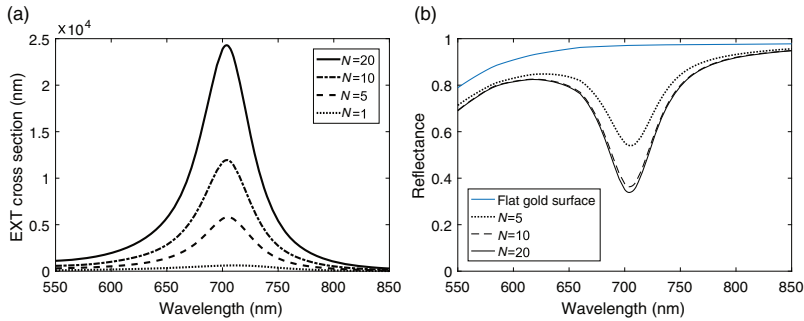 (a)
×10⁴
2.5
2
1.5
1
0.5
0
550 600 650 700 750 800 850
EXT cross section (nm)
Wavelength (nm)
N=20
N=10
N=5
N=1
(b)
1
0.8
0.6
0.4
0.2
0
550 600 650 700 750 800 850
Reflectance
Wavelength (nm)
Flat gold surface
N=5
N=10
N=20